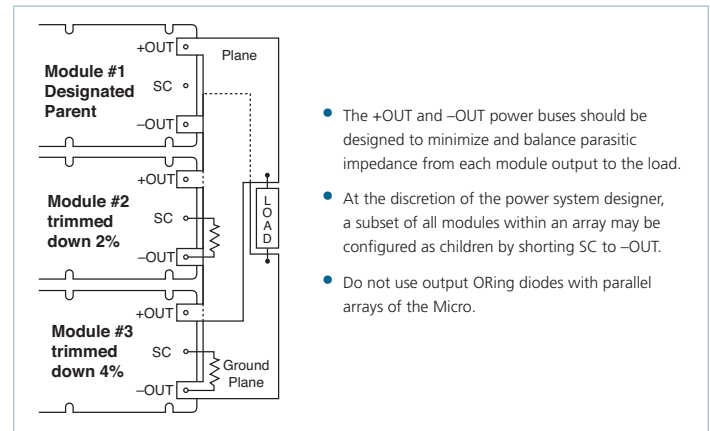 +OUT
Plane
Module #1
Designated
Parent
SC
–OUT
+OUT
Module #2
trimmed
down 2%
SC
–OUT
+OUT
Module #3
trimmed
down 4%
SC
–OUT
Ground
Plane
LOAD
The +OUT and –OUT power buses should be
designed to minimize and balance parasitic
impedance from each module output to the load.
At the discretion of the power system designer,
a subset of all modules within an array may be
configured as children by shorting SC to –OUT.
Do not use output ORing diodes with parallel
arrays of the Micro.